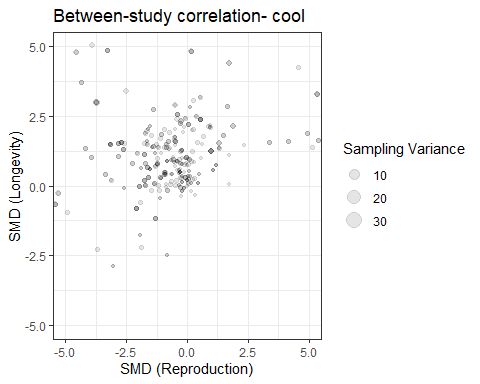 Between-study correlation- cool
SMD (Longevity)
5.0
2.5
0.0
-2.5
-5.0
-5.0 -2.5 0.0 2.5 5.0
SMD (Reproduction)
Sampling Variance
10
20
30